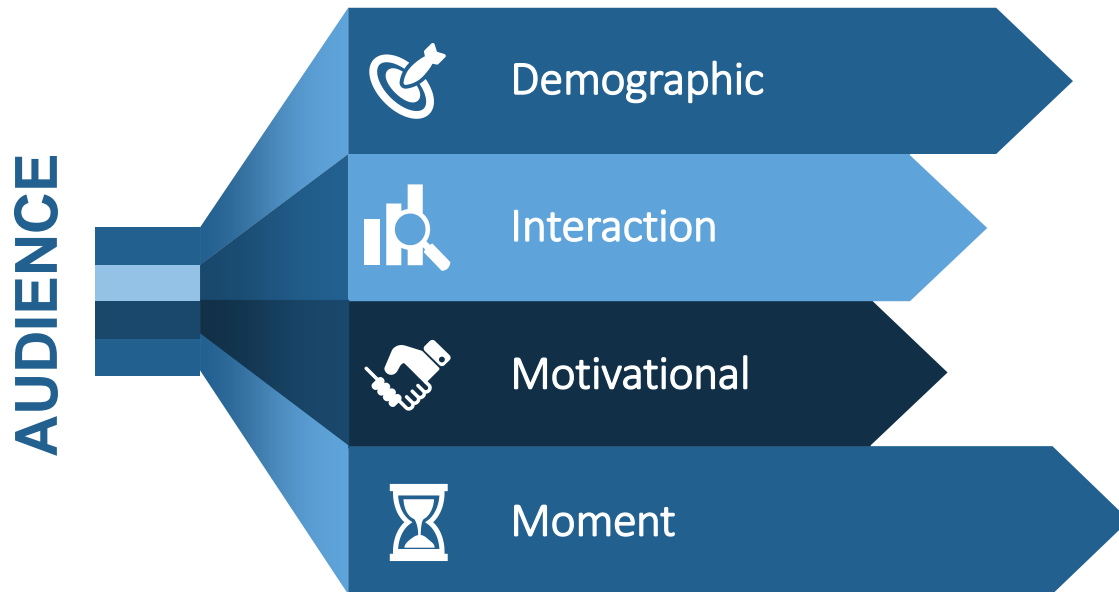 AUDIENCE
Demographic
Interaction
Motivational
Moment